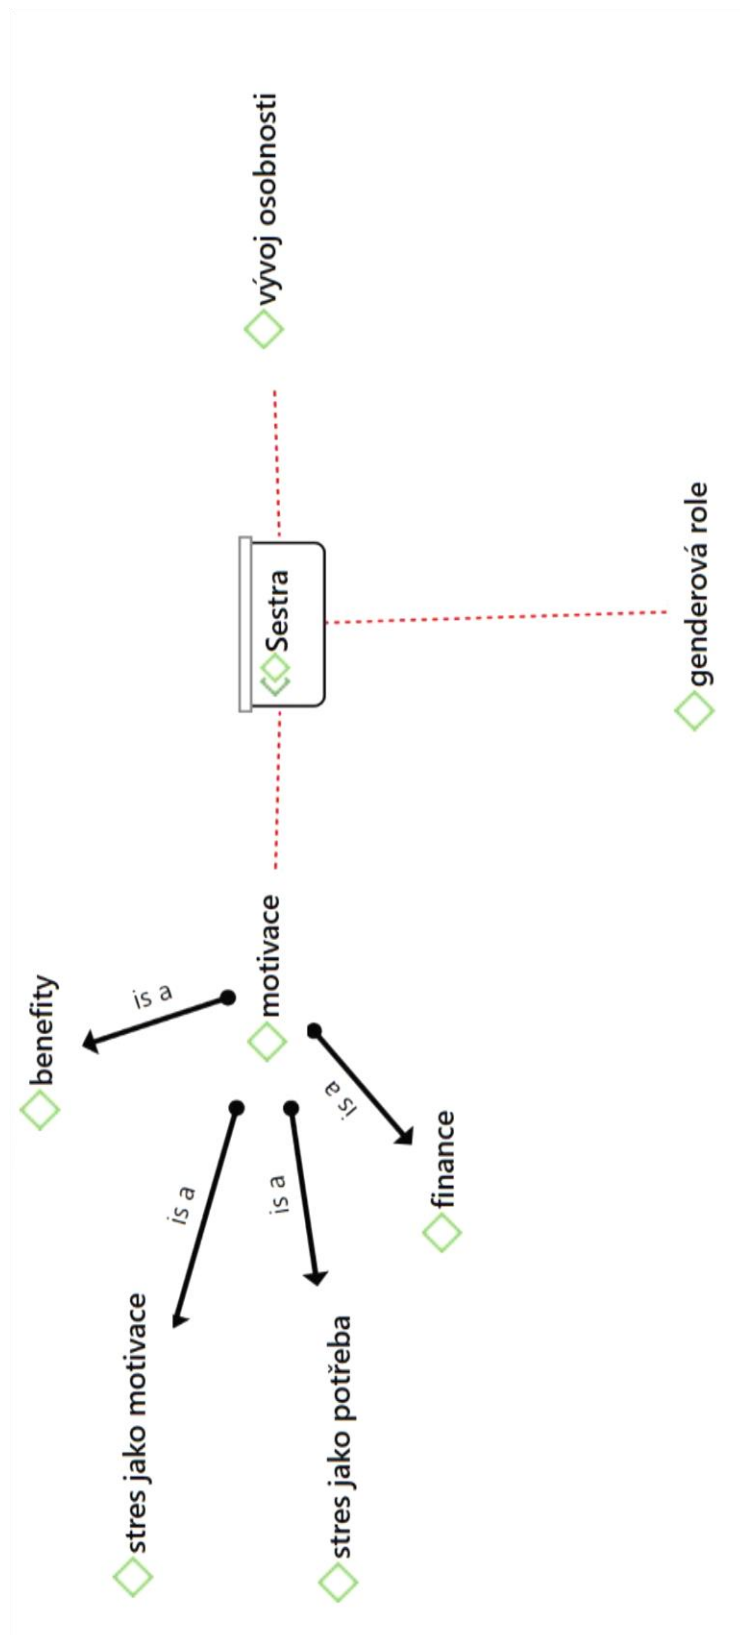 benefity
is a
stres jako motivace
is a
motivace
Sestra
vývoj osobnosti
is a
stres jako potřeba
is a
finance
genderová role